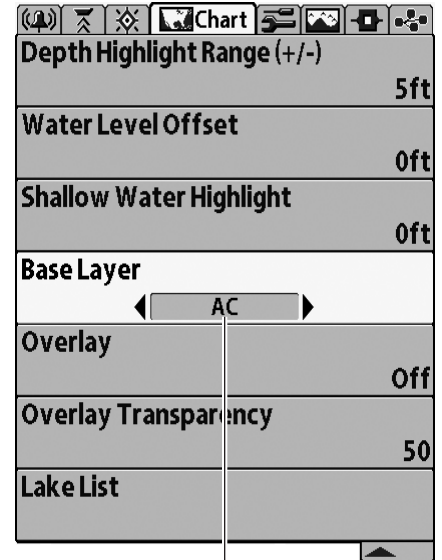 Chart
Depth Highlight Range (+/-)
5ft
Water Level Offset
0ft
Shallow Water Highlight
0ft
Base Layer
AC
Overlay
Off
Overlay Transparency
50
Lake List